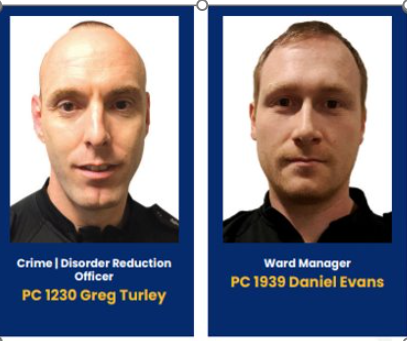 Crime | Disorder Reduction
Officer
PC 1230 Greg Turley
Ward Manager
PC 1939 Daniel Evans